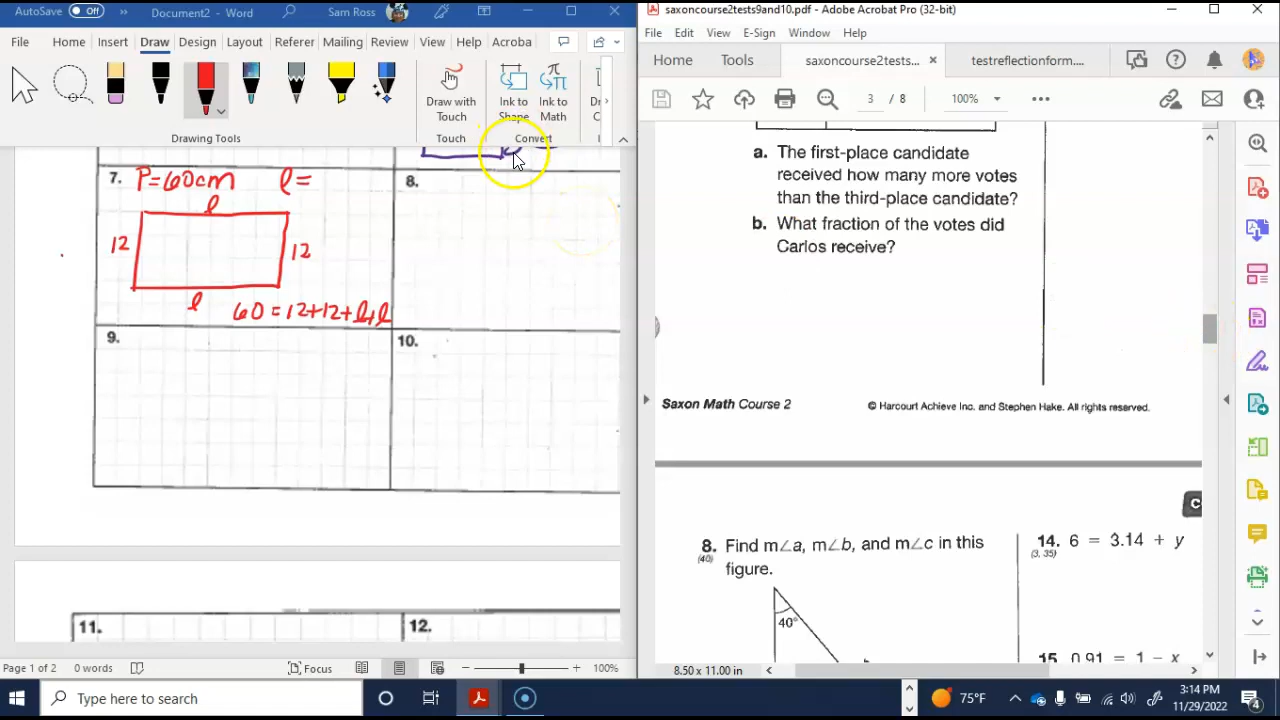 AutoSave Off Document2 - Word Sam Ross
File Home Insert Draw Design Layout Referer Mailing Review View Help Acroba
Draw with Touch
Ink to Shape
Ink to Math
Drawing Tools Touch Convert
7. P=60cm l=
l
12 12
l
60=12+12+l+l
8.
9. 10.
11. 12.
Page 1 of 2 0 words Focus 100%
saxoncourse2tests9and10.pdf - Adobe Acrobat Pro (32-bit)
File Edit View E-Sign Window Help
Home Tools saxoncourse2tests... testreflectionform....
3 / 8 100%
a. The first-place candidate
received how many more votes
than the third-place candidate?
b. What fraction of the votes did
Carlos receive?
Saxon Math Course 2 © Harcourt Achieve Inc. and Stephen Hake. All rights reserved.
8. Find m∠a, m∠b, and m∠c in this
(40)
figure.
40°
14. 6 = 3.14 + y
(3, 35)
15. 0.91 = 1 − x
8.50 x 11.00 in
Type here to search
75°F
3:14 PM
11/29/2022
4